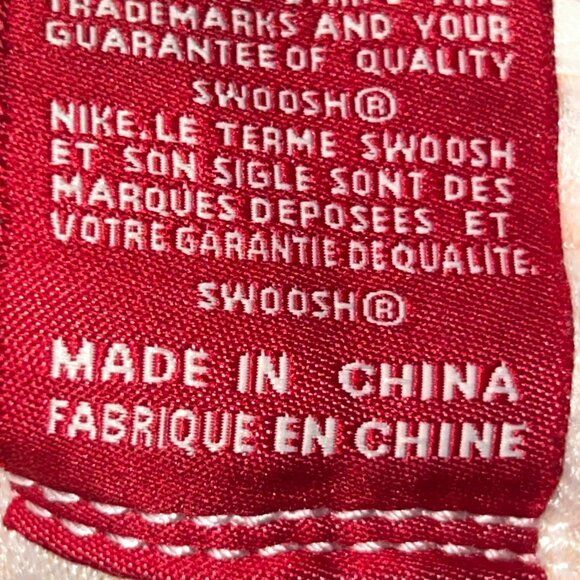 TRADEMARKS AND YOUR
GUARANTEE OF QUALITY
SWOOSH®
NIKE, LE TERME SWOOSH
ET SON SIGLE SONT DES
MARQUES DEPOSEES ET
VOTRE GARANTIE DE QUALITE.
SWOOSH®
MADE IN CHINA
FABRIQUE EN CHINE